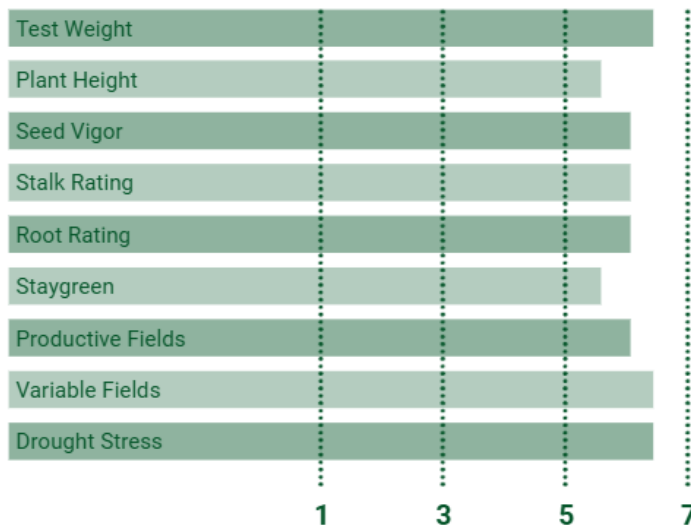 Test Weight
Plant Height
Seed Vigor
Stalk Rating
Root Rating
Staygreen
Productive Fields
Variable Fields
Drought Stress
1 3 5 7